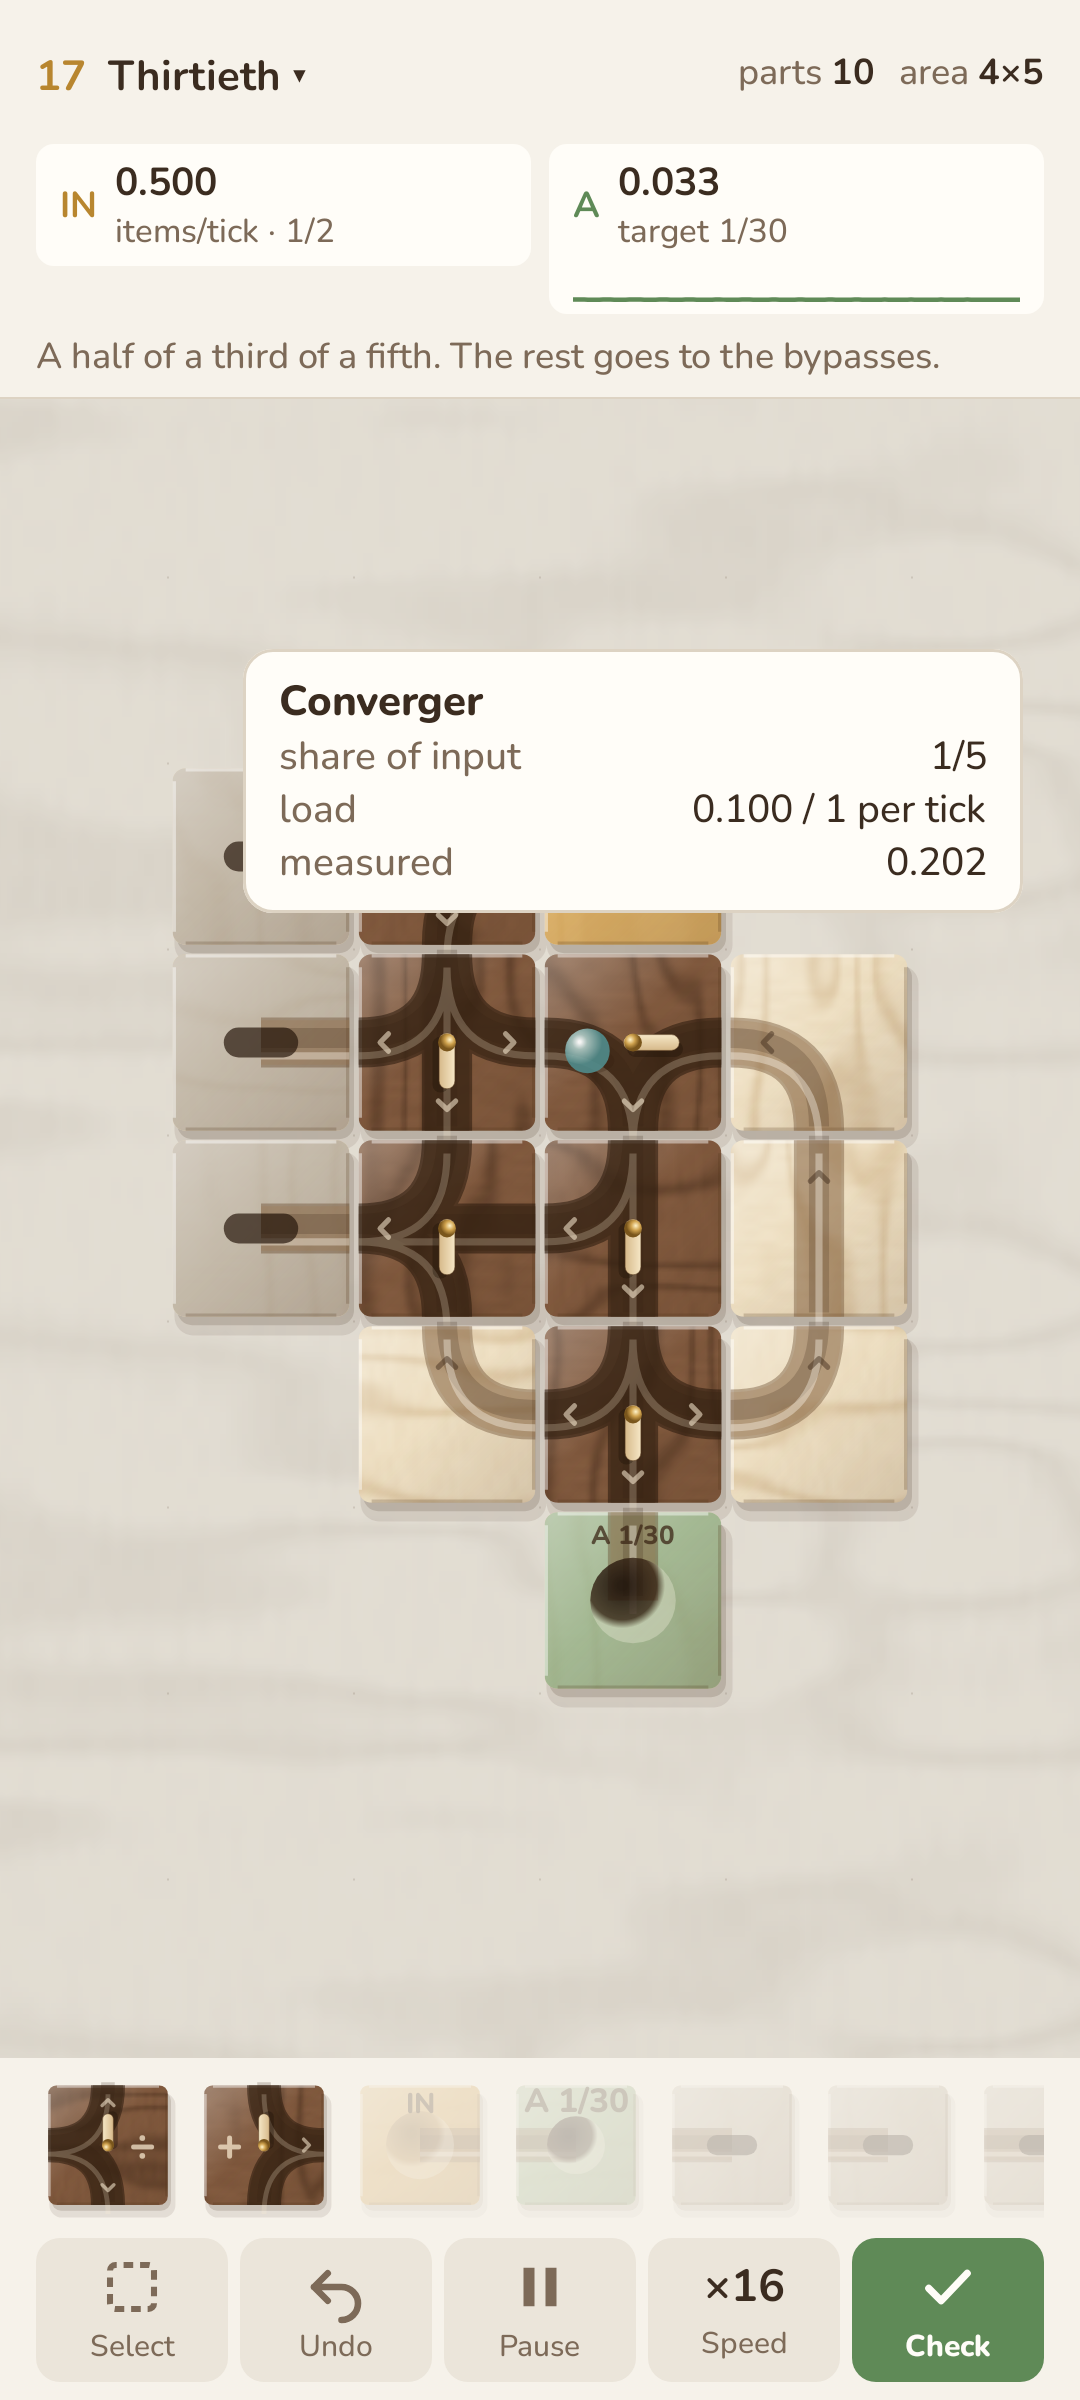 17 Thirtieth ▾ parts 10 area 4×5
IN 0.500
items/tick · 1/2
A 0.033
target 1/30
A half of a third of a fifth. The rest goes to the bypasses.
Converger
share of input 1/5
load 0.100 / 1 per tick
measured 0.202
A 1/30
÷ + IN A 1/30
Select Undo Pause ×16 Speed Check